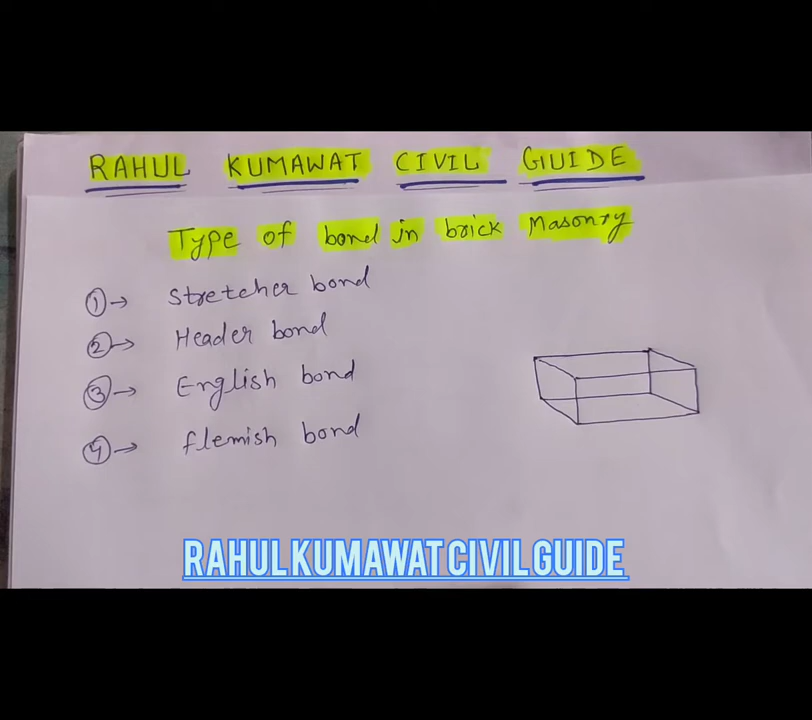 RAHUL KUMAWAT CIVIL GUIDE
Type of bond in brick Masonry
① → Stretcher bond
② → Header bond
③ → English bond
④ → flemish bond
RAHUL KUMAWAT CIVIL GUIDE